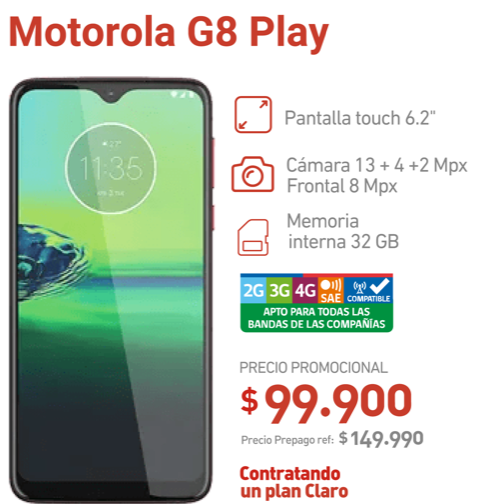 Motorola G8 Play
11:35
Pantalla touch 6.2"
Cámara 13 + 4 +2 Mpx
Frontal 8 Mpx
Memoria
interna 32 GB
2G 3G 4G SAE COMPATIBLE
APTO PARA TODAS LAS
BANDAS DE LAS COMPAÑÍAS
PRECIO PROMOCIONAL
$ 99.900
Precio Prepago ref: $149.990
Contratando
un plan Claro